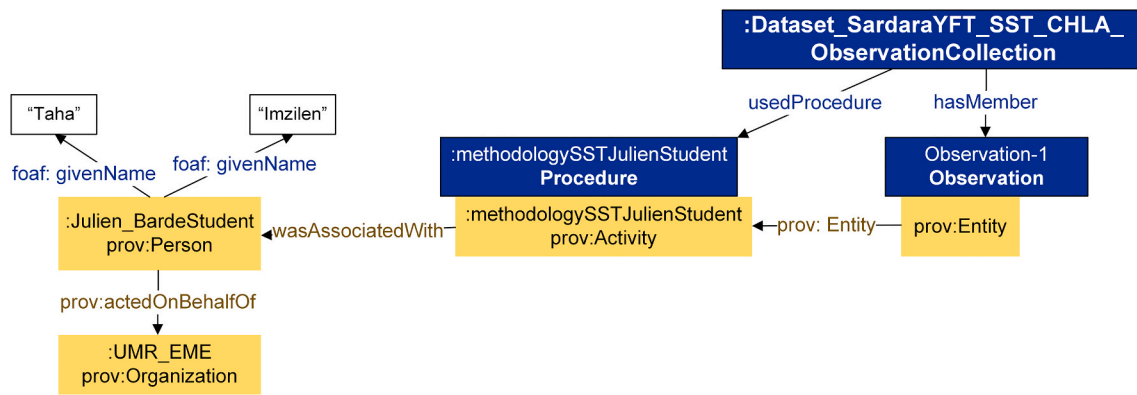 :Dataset_SardaraYFT_SST_CHLA_
ObservationCollection
usedProcedure
hasMember
“Taha”
“Imzilen”
foaf: givenName
foaf: givenName
:methodologySSTJulienStudent
Procedure
Observation-1
Observation
:Julien_BardeStudent
prov:Person
wasAssociatedWith
:methodologySSTJulienStudent
prov:Activity
prov: Entity
prov:Entity
prov:actedOnBehalfOf
:UMR_EME
prov:Organization